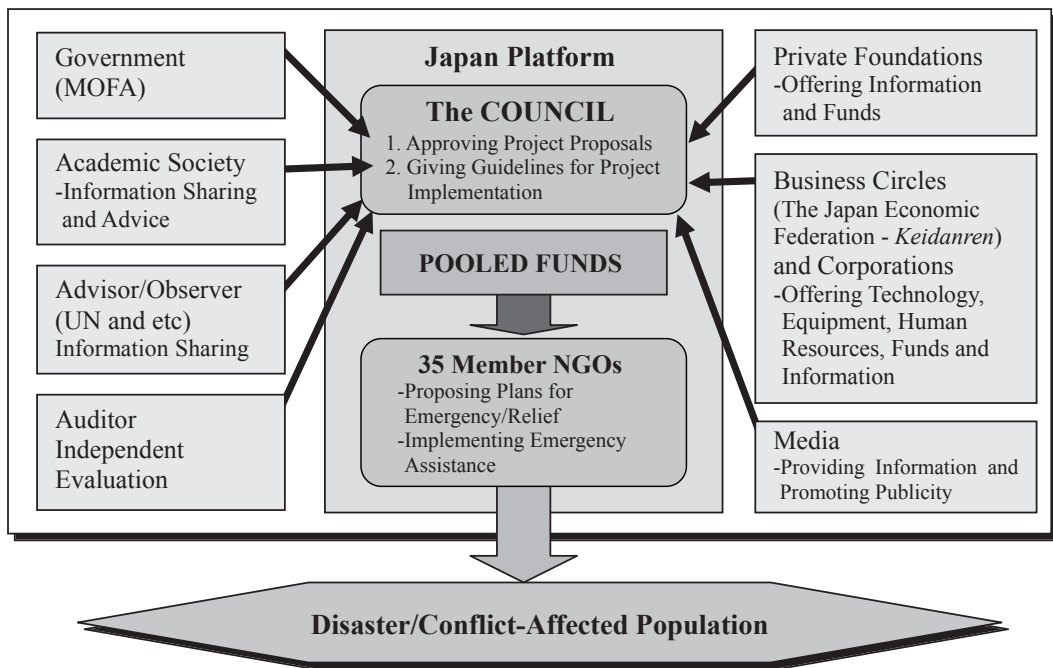 Government
(MOFA)
Academic Society
-Information Sharing
and Advice
Advisor/Observer
(UN and etc)
Information Sharing
Auditor
Independent
Evaluation
Japan Platform
The COUNCIL
1. Approving Project Proposals
2. Giving Guidelines for Project
Implementation
POOLED FUNDS
35 Member NGOs
-Proposing Plans for
Emergency/Relief
-Implementing Emergency
Assistance
Private Foundations
-Offering Information
and Funds
Business Circles
(The Japan Economic
Federation - Keidanren)
and Corporations
-Offering Technology,
Equipment, Human
Resources, Funds and
Information
Media
-Providing Information and
Promoting Publicity
Disaster/Conflict-Affected Population